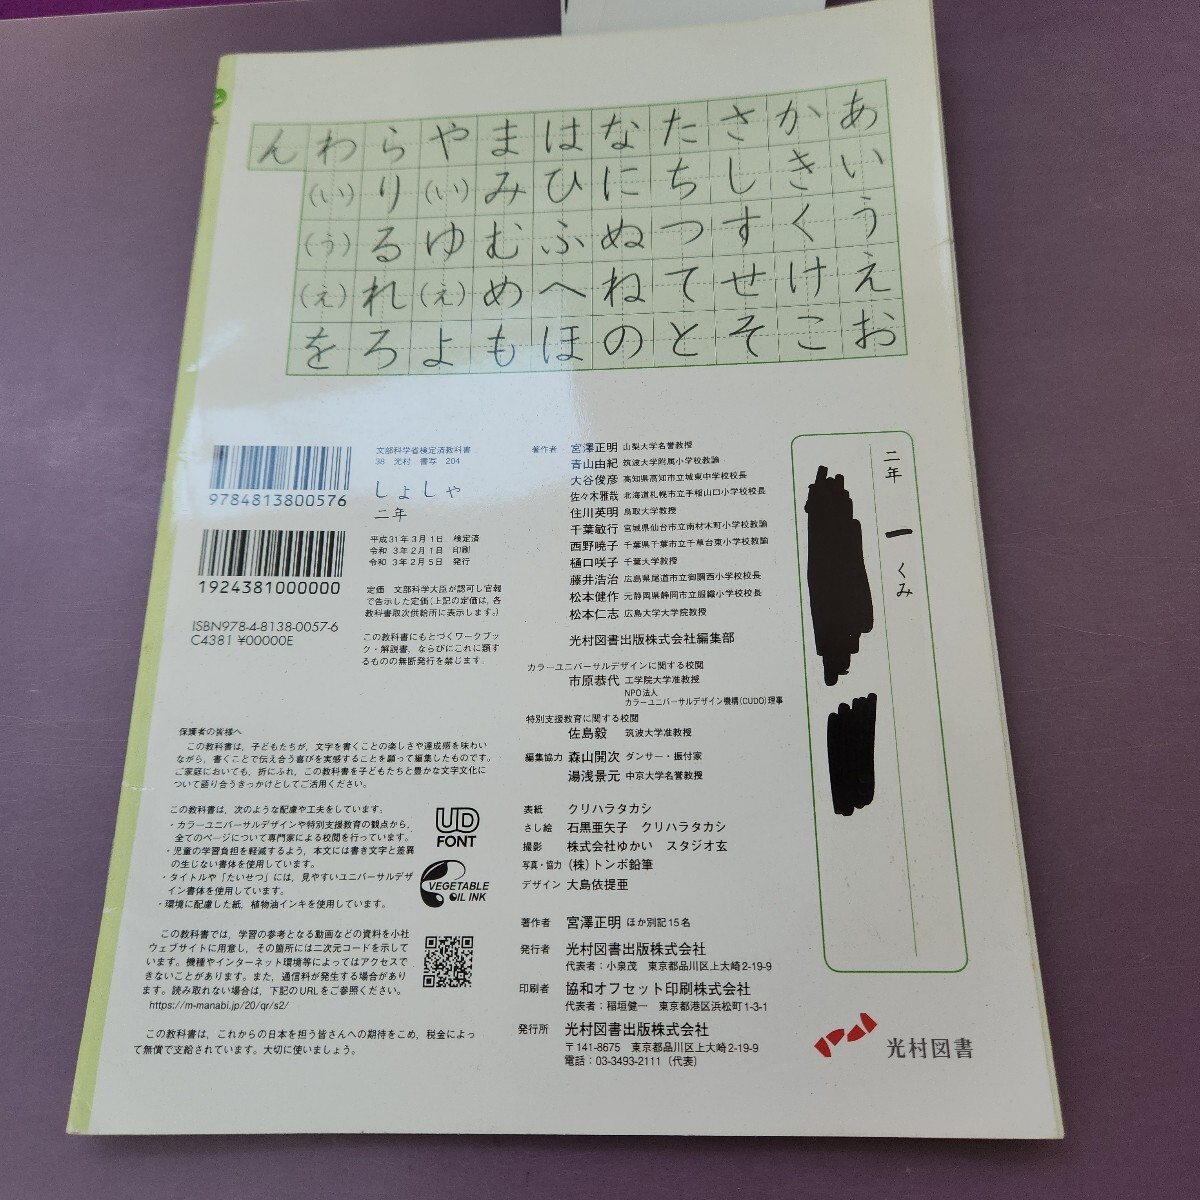 んわらやまはなたさかあ
(い)り(い)みひにちしきい
(う)るゆむふぬつすくう
(え)れ(え)めへねてせけえ
をろよもほのとそこお
9784813800576
1924381000000
ISBN978-4-8138-0057-6
C4381 ¥00000E
文部科学省検定済教科書
38 光村 書写 204
しょしゃ
二年
平成31年3月1日 検定済
令和 3年2月1日 印刷
令和 3年2月5日 発行
定価 文部科学大臣が認可し官報
で告示した定価(上記の定価は、各
教科書取次供給所に表示します。)
この教科書にもとづくワークブッ
ク・解説書、ならびにこれに類す
るものの無断発行を禁じます.
著作者 宮澤正明 山梨大学名誉教授
青山由紀 筑波大学附属小学校教諭
大谷俊彦 高知県高知市立城東中学校校長
佐々木雅哉 北海道札幌市立手稲山口小学校校長
住川英明 鳥取大学教授
千葉敏行 宮城県仙台市立南材木町小学校教諭
西野暁子 千葉県千葉市立千草台東小学校教諭
樋口咲子 千葉大学教授
藤井浩治 広島県尾道市立御調西小学校校長
松本健作 元静岡県静岡市立服織小学校校長
松本仁志 広島大学大学院教授
光村図書出版株式会社編集部
カラーユニバーサルデザインに関する校閲
市原恭代 工学院大学准教授
NPO法人
カラーユニバーサルデザイン機構(CUDO)理事
特別支援教育に関する校閲
佐島毅 筑波大学准教授
編集協力 森山開次 ダンサー・振付家
湯浅景元 中京大学名誉教授
表紙 クリハラタカシ
さし絵 石黒亜矢子 クリハラタカシ
撮影 株式会社ゆかい スタジオ玄
写真・協力 (株)トンボ鉛筆
デザイン 大島依提亜
著作者 宮澤正明 ほか別記15名
発行者 光村図書出版株式会社
代表者:小泉茂 東京都品川区上大崎2-19-9
印刷者 協和オフセット印刷株式会社
代表者:稲垣健一 東京都港区浜松町1-3-1
発行所 光村図書出版株式会社
〒141-8675 東京都品川区上大崎2-19-9
電話:03-3493-2111(代表)
二年 一くみ
保護者の皆様へ
この教科書は、子どもたちが、文字を書くことの楽しさや達成感を味わい
ながら、書くことで伝え合う喜びを実感することを願って編集したものです。
ご家庭においても、折にふれ、この教科書を子どもたちと豊かな文字文化に
ついて語り合うきっかけとしてご活用ください。
この教科書は、次のような配慮や工夫をしています。
・カラーユニバーサルデザインや特別支援教育の観点から、
全てのページについて専門家による校閲を行っています。
・児童の学習負担を軽減するよう、本文には書き文字と差異
の生じない書体を使用しています。
・タイトルや「たいせつ」には、見やすいユニバーサルデザ
イン書体を使用しています。
・環境に配慮した紙、植物油インキを使用しています。
UD
FONT
VEGETABLE
OIL INK
この教科書では、学習の参考となる動画などの資料を小社
ウェブサイトに用意し、その箇所には二次元コードを示して
います。機種やインターネット環境等によってはアクセスで
きないことがあります。また、通信料が発生する場合があり
ます。読み取れない場合は、下記のURLをご参照ください。
https://m-manabi.jp/20/qr/s2/
この教科書は、これからの日本を担う皆さんへの期待をこめ、税金によっ
て無償で支給されています。大切に使いましょう。
光村図書